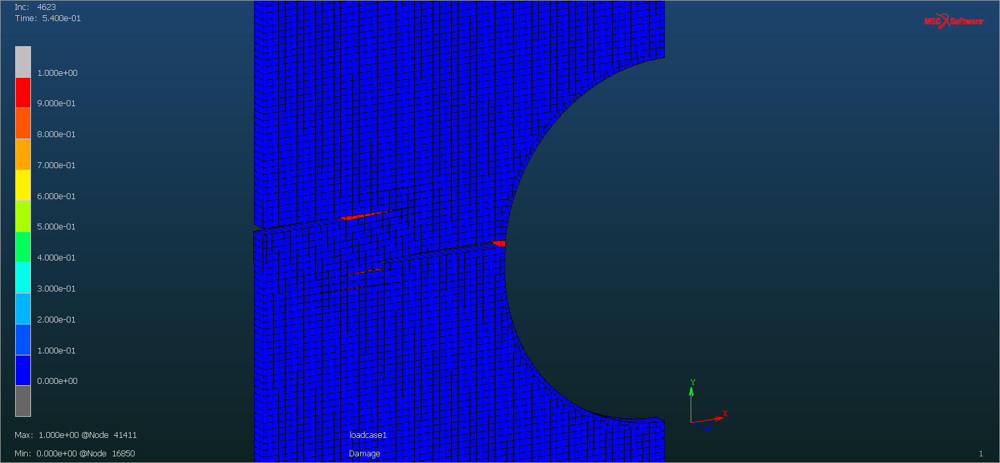 Inc: 4623
Time: 5.400e-01
MSC Software
1.000e+00
9.000e-01
8.000e-01
7.000e-01
6.000e-01
5.000e-01
4.000e-01
3.000e-01
2.000e-01
1.000e-01
0.000e+00
Y
X
Max: 1.000e+00 @Node 41411
loadcase1
Min: 0.000e+00 @Node 16850
Damage
1